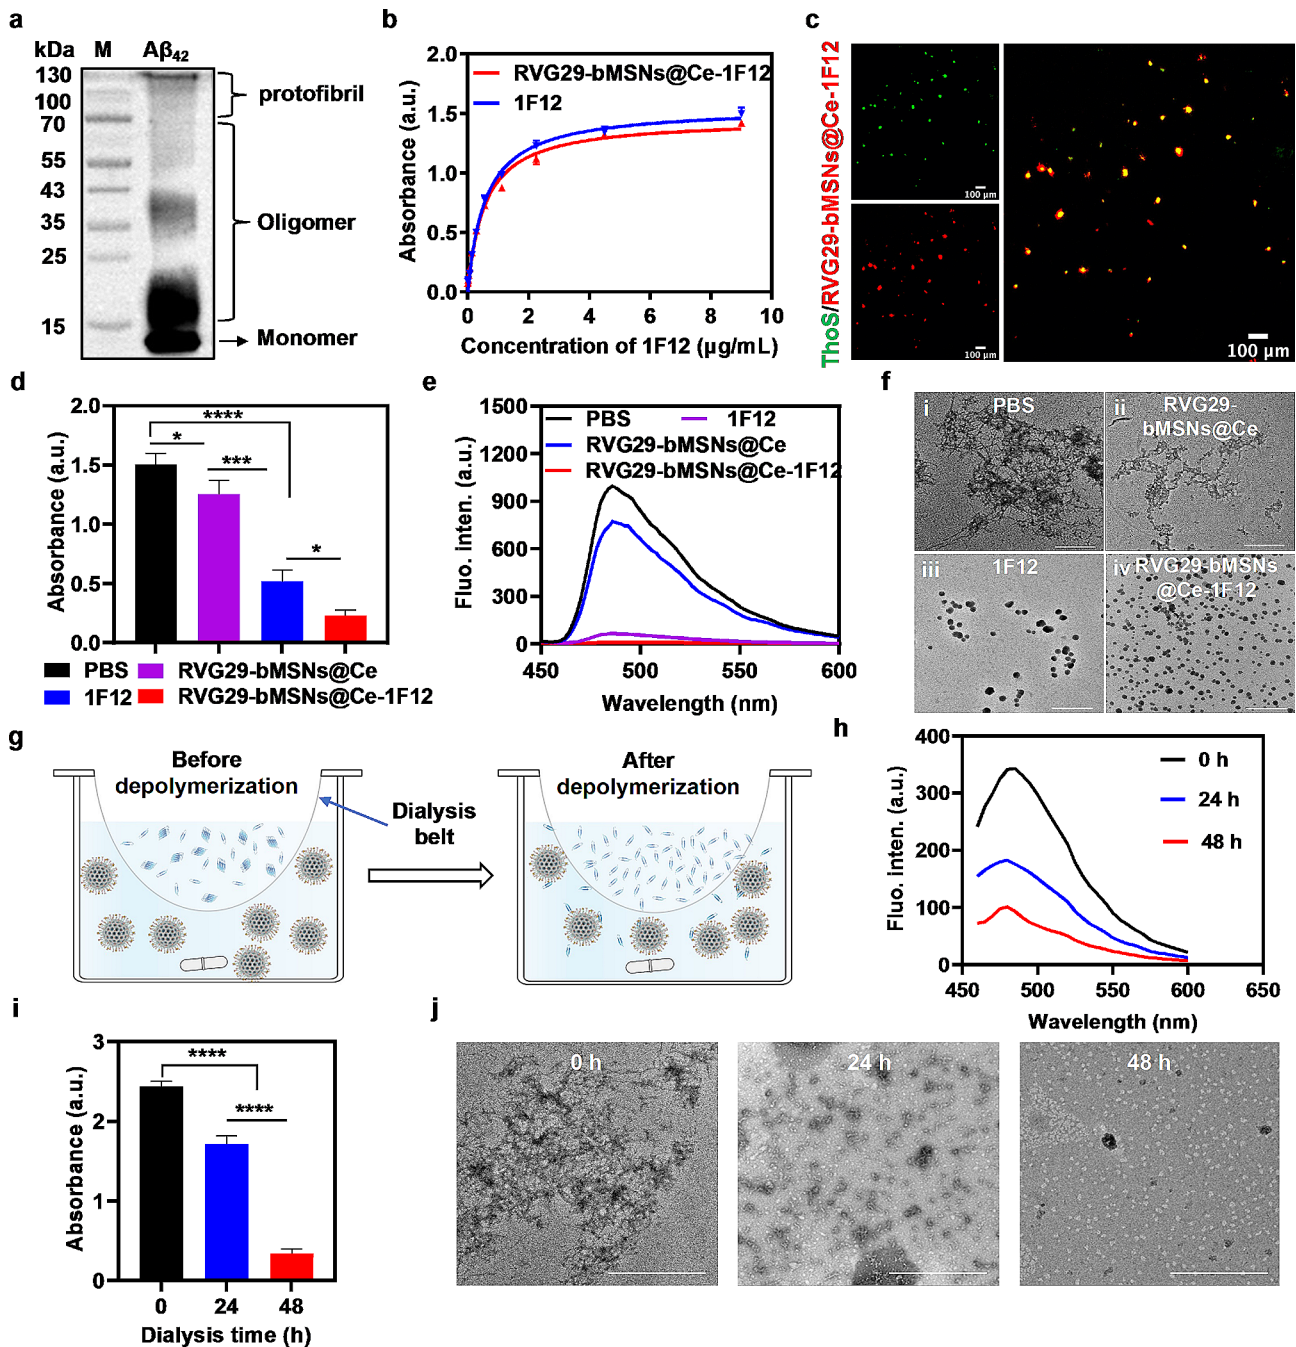 a
kDa M Aβ42
130
100
70
55
43
35
25
15
protofibril
Oligomer
Monomer
b
Absorbance (a.u.)
2.0
1.5
1.0
0.5
0.0
RVG29-bMSNs@Ce-1F12
1F12
0 2 4 6 8 10
Concentration of 1F12 (µg/mL)
c
ThoS/RVG29-bMSNs@Ce-1F12
100 µm
100 µm
100 µm
d
Absorbance (a.u.)
2.0
1.5
1.0
0.5
0.0
****
*
***
*
PBS RVG29-bMSNs@Ce
1F12 RVG29-bMSNs@Ce-1F12
e
Fluo. inten. (a.u.)
1500
1200
900
600
300
0
PBS 1F12
RVG29-bMSNs@Ce
RVG29-bMSNs@Ce-1F12
450 500 550 600
Wavelength (nm)
f
i PBS
ii RVG29-
bMSNs@Ce
iii 1F12
iv RVG29-bMSNs
@Ce-1F12
g
Before
depolymerization
Dialysis
belt
After
depolymerization
h
Fluo. inten. (a.u.)
400
300
200
100
0
0 h
24 h
48 h
450 500 550 600 650
Wavelength (nm)
i
Absorbance (a.u.)
3
2
1
0
****
****
0 24 48
Dialysis time (h)
j
0 h
24 h
48 h